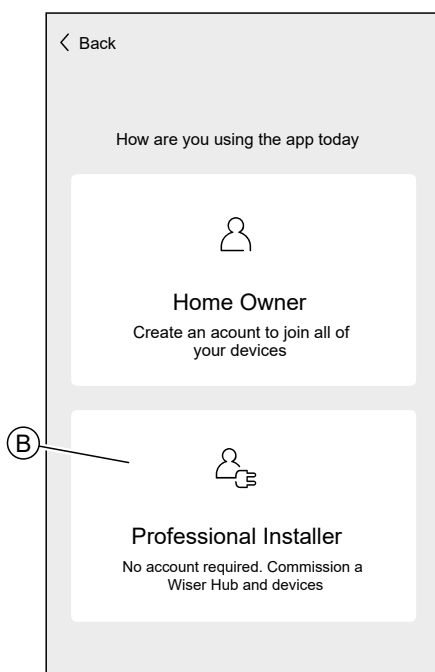 Back
How are you using the app today
Home Owner
Create an acount to join all of
your devices
B
Professional Installer
No account required. Commission a
Wiser Hub and devices